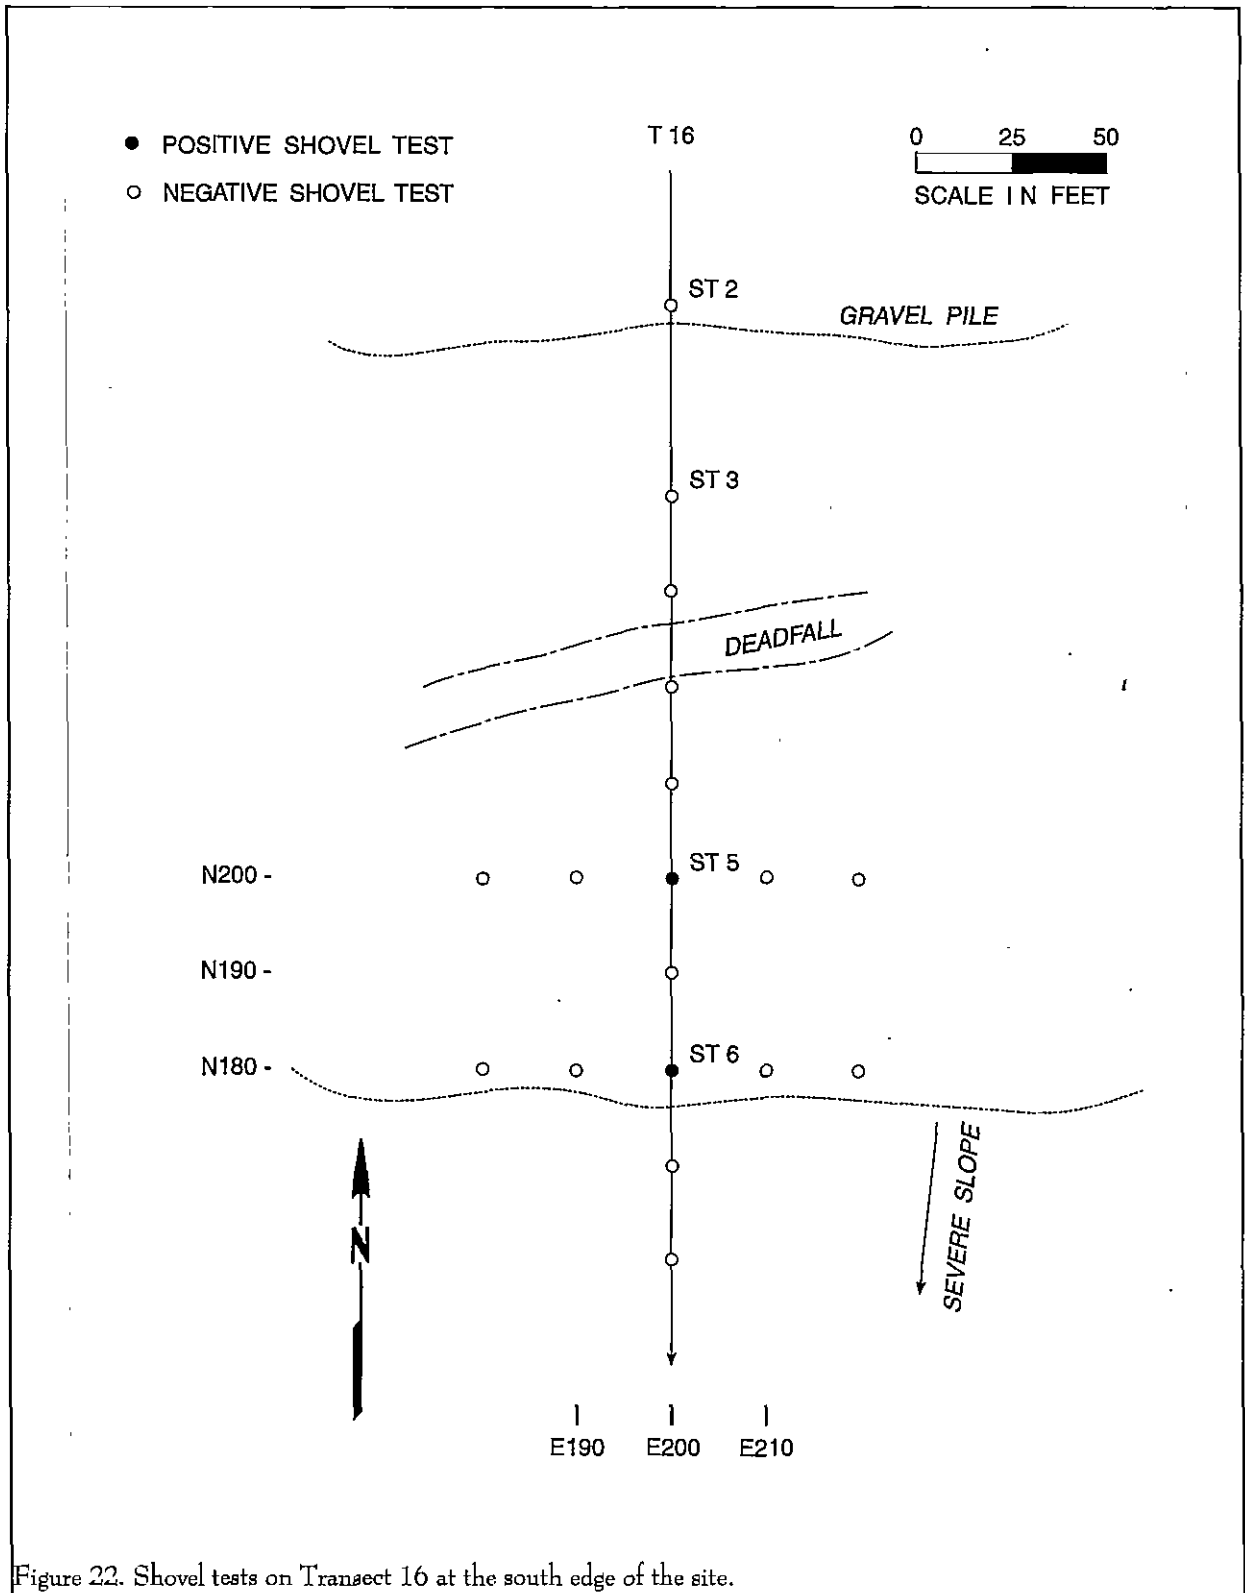 ● POSITIVE SHOVEL TEST
○ NEGATIVE SHOVEL TEST
T 16
0 25 50
SCALE IN FEET
ST 2
GRAVEL PILE
ST 3
DEADFALL
N200 -
ST 5
N190 -
N180 -
ST 6
SEVERE SLOPE
N
E190 E200 E210
Figure 22. Shovel tests on Transect 16 at the south edge of the site.